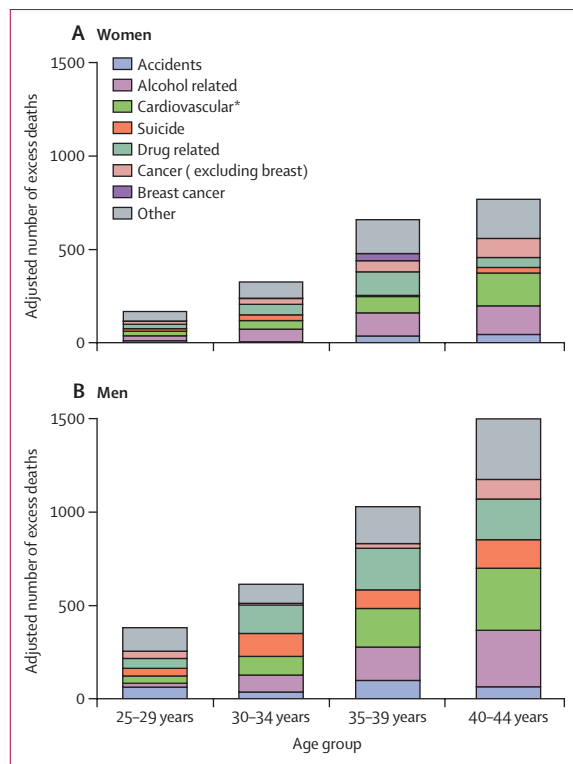 A Women
1500
1000
500
0
Adjusted number of excess deaths
Accidents
Alcohol related
Cardiovascular*
Suicide
Drug related
Cancer ( excluding breast)
Breast cancer
Other
B Men
1500
1000
500
0
Adjusted number of excess deaths
25–29 years 30–34 years 35–39 years 40–44 years
Age group